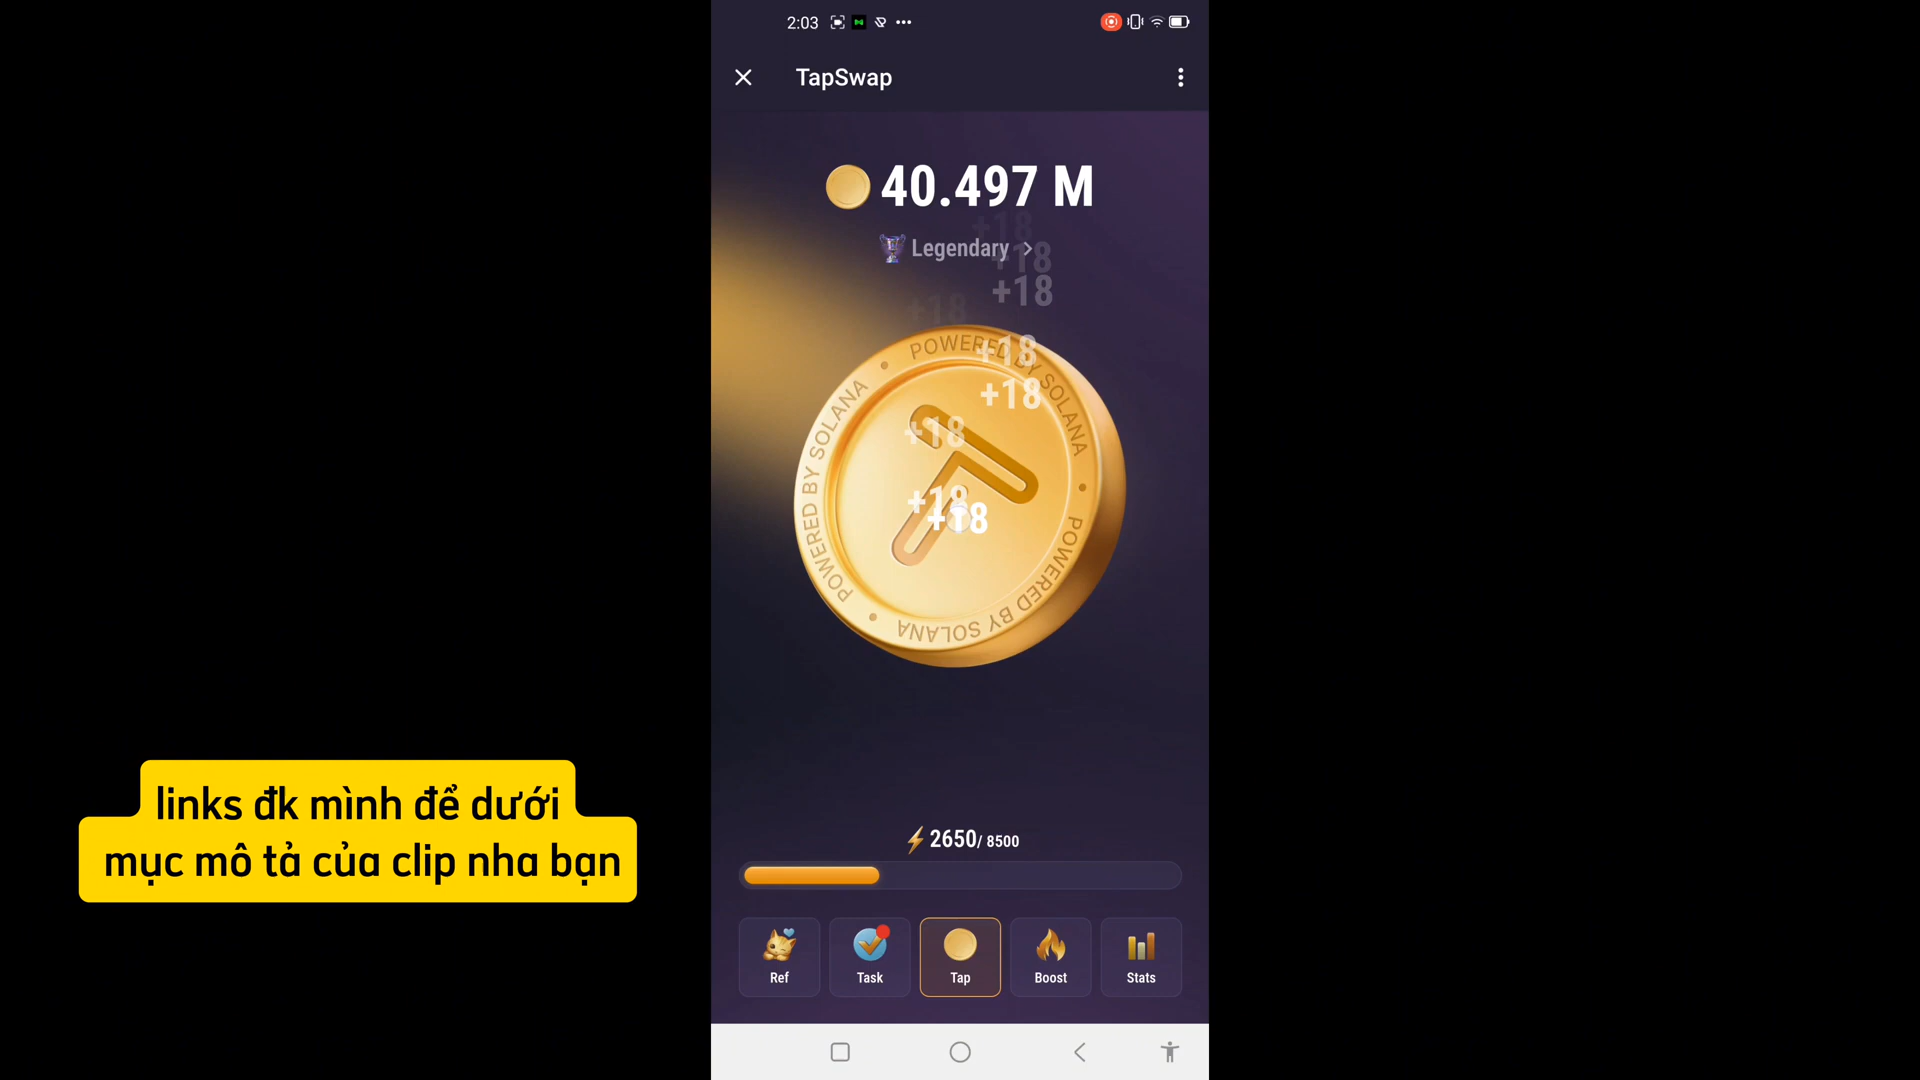 2:03
TapSwap
40.497 M
Legendary
+18
+18
+18
+18
+18
+18
+18
+18
+18
POWERED BY SOLANA • POWERED BY SOLANA • POWERED BY SOLANA •
2650/ 8500
Ref
Task
Tap
Boost
Stats
links đk mình để dưới
mục mô tả của clip nha bạn